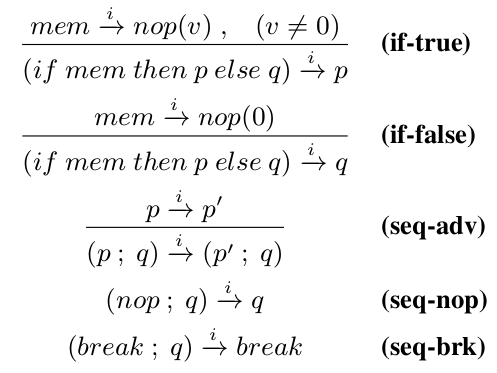 mem →ⁱ nop(v) , (v ≠ 0)
(if mem then p else q) →ⁱ p (if-true)
mem →ⁱ nop(0)
(if mem then p else q) →ⁱ q (if-false)
p →ⁱ p′
(p ; q) →ⁱ (p′ ; q) (seq-adv)
(nop ; q) →ⁱ q (seq-nop)
(break ; q) →ⁱ break (seq-brk)